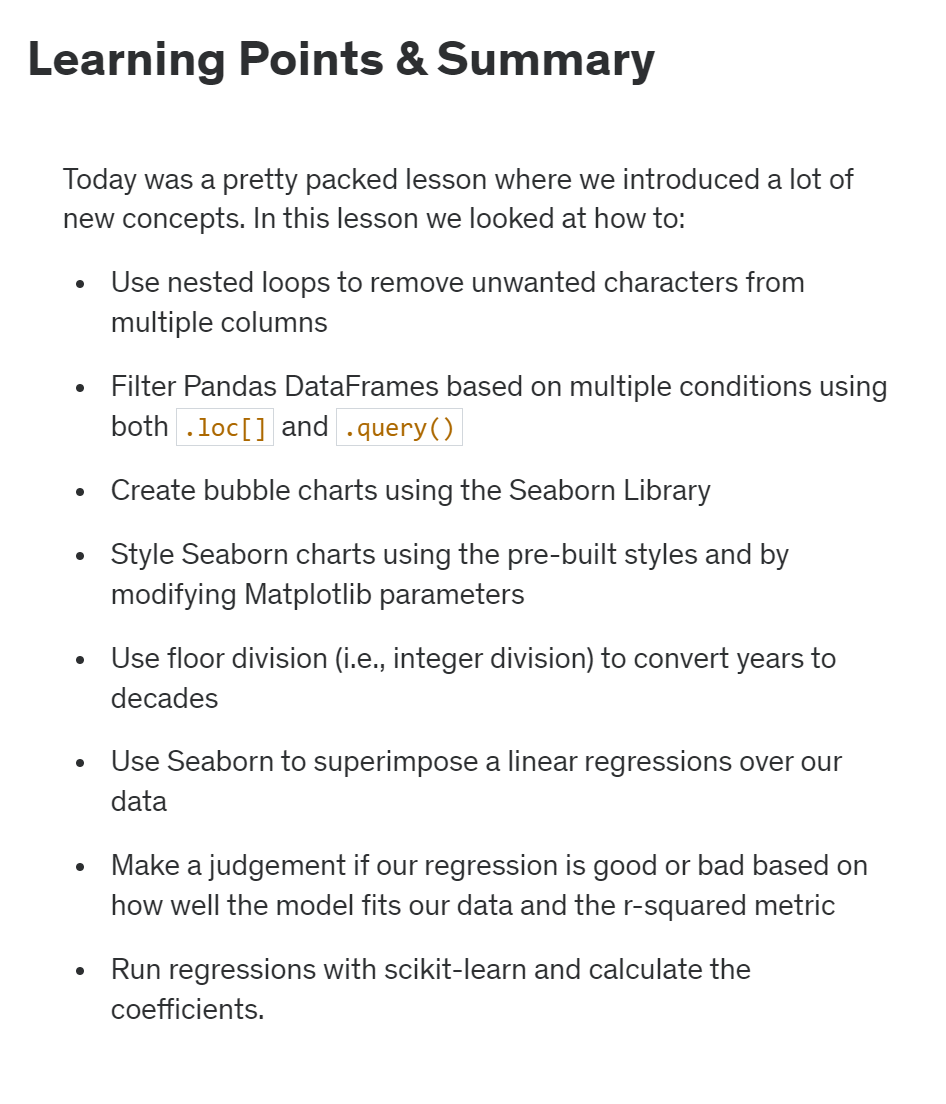 Learning Points & Summary
Today was a pretty packed lesson where we introduced a lot of
new concepts. In this lesson we looked at how to:
• Use nested loops to remove unwanted characters from
multiple columns
• Filter Pandas DataFrames based on multiple conditions using
both .loc[] and .query()
• Create bubble charts using the Seaborn Library
• Style Seaborn charts using the pre-built styles and by
modifying Matplotlib parameters
• Use floor division (i.e., integer division) to convert years to
decades
• Use Seaborn to superimpose a linear regressions over our
data
• Make a judgement if our regression is good or bad based on
how well the model fits our data and the r-squared metric
• Run regressions with scikit-learn and calculate the
coefficients.